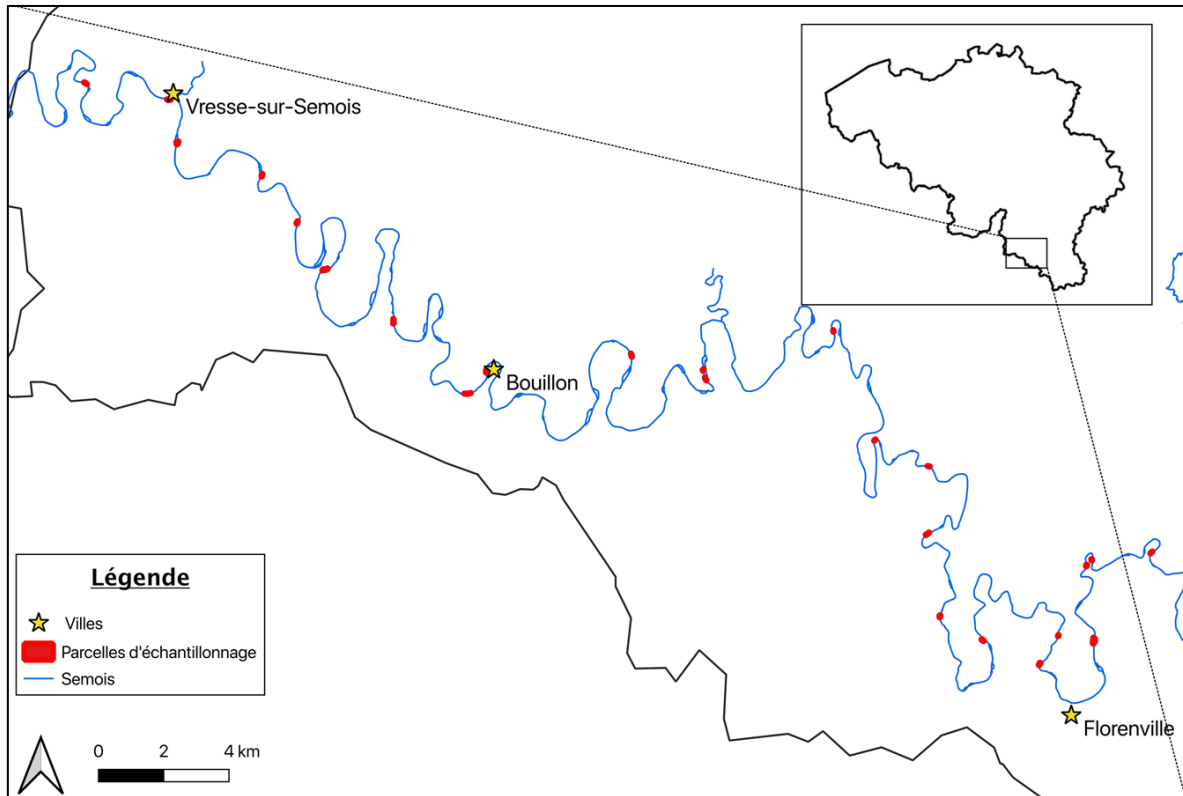 Vresse-sur-Semois
Bouillon
Florenville
Légende
Villes
Parcelles d'échantillonnage
Semois
0 2 4 km